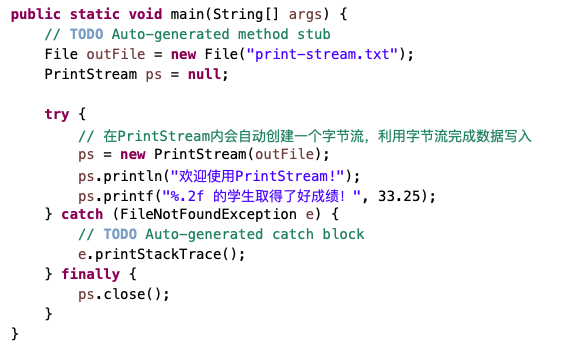 public static void main(String[] args) {
    // TODO Auto-generated method stub
    File outFile = new File("print-stream.txt");
    PrintStream ps = null;

    try {
        // 在PrintStream内会自动创建一个字节流，利用字节流完成数据写入
        ps = new PrintStream(outFile);
        ps.println("欢迎使用PrintStream!");
        ps.printf("%.2f 的学生取得了好成绩！", 33.25);
    } catch (FileNotFoundException e) {
        // TODO Auto-generated catch block
        e.printStackTrace();
    } finally {
        ps.close();
    }
}